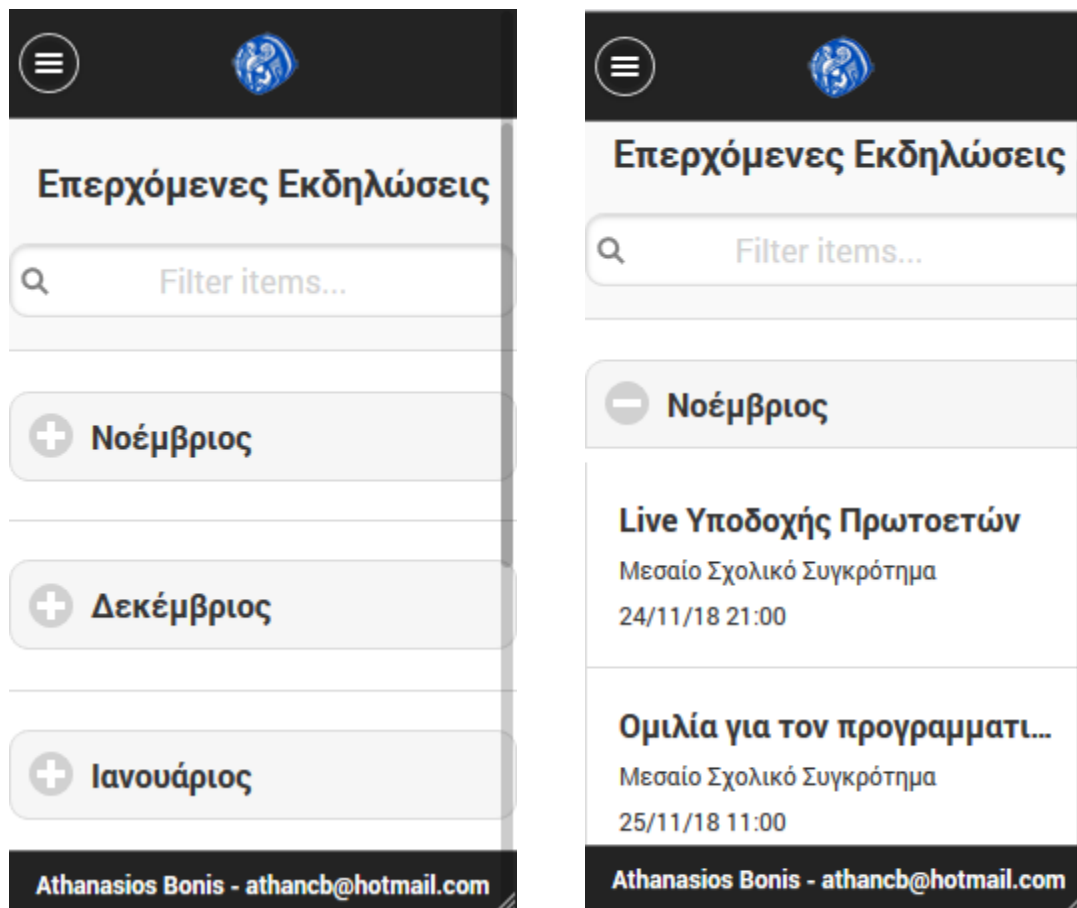 Επερχόμενες Εκδηλώσεις
Filter items...
Νοέμβριος
Δεκέμβριος
Ιανουάριος
Athanasios Bonis - athancb@hotmail.com
Επερχόμενες Εκδηλώσεις
Filter items...
Νοέμβριος
Live Υποδοχής Πρωτοετών
Μεσαίο Σχολικό Συγκρότημα
24/11/18 21:00
Ομιλία για τον προγραμματι...
Μεσαίο Σχολικό Συγκρότημα
25/11/18 11:00
Athanasios Bonis - athancb@hotmail.com